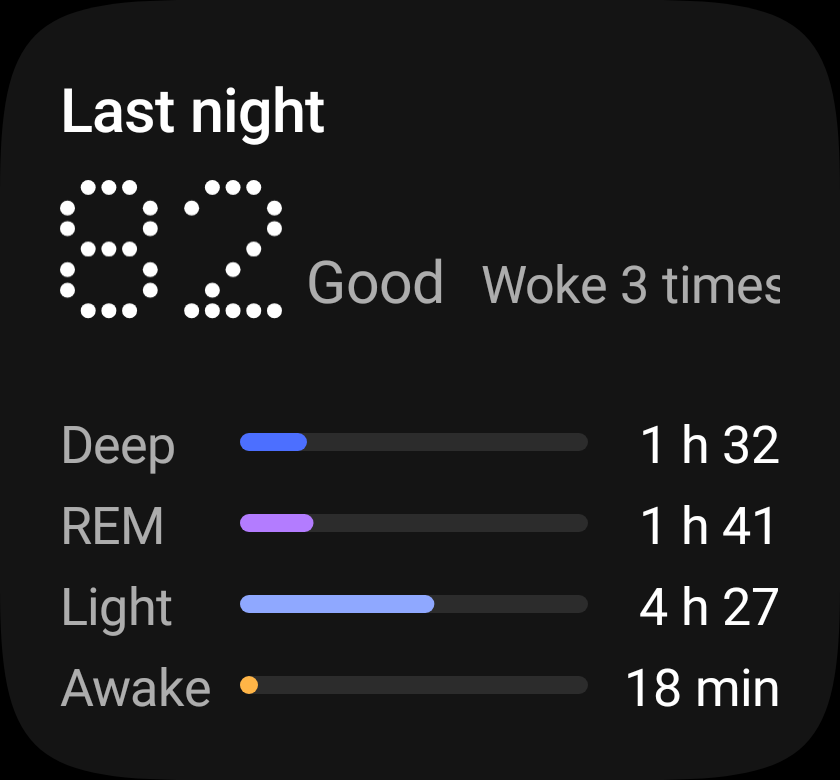 Last night
82 Good Woke 3 times
Deep 1 h 32
REM 1 h 41
Light 4 h 27
Awake 18 min